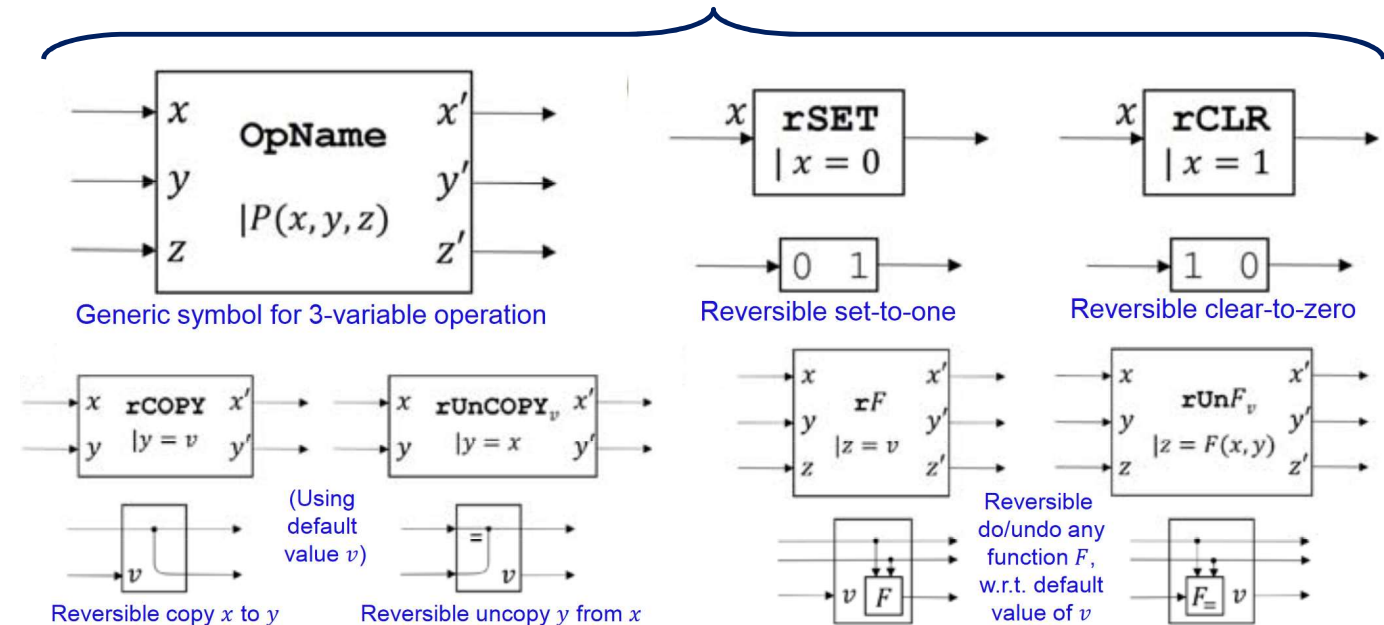 x
y
z
OpName
|P(x, y, z)
x′
y′
z′
Generic symbol for 3-variable operation
x
rSET
| x = 0
0 1
Reversible set-to-one
x
rCLR
| x = 1
1 0
Reversible clear-to-zero
x rCOPY x′
|y = v
y y′
x rUnCOPYᵥ x′
|y = x
y y′
v
(Using
default
value v)
=
v
Reversible copy x to y
Reversible uncopy y from x
x x′
rF
y y′
|z = v
z z′
x x′
rUnFᵥ
y y′
|z = F(x, y)
z z′
v F
Reversible
do/undo any
function F,
w.r.t. default
value of v
F₌ v